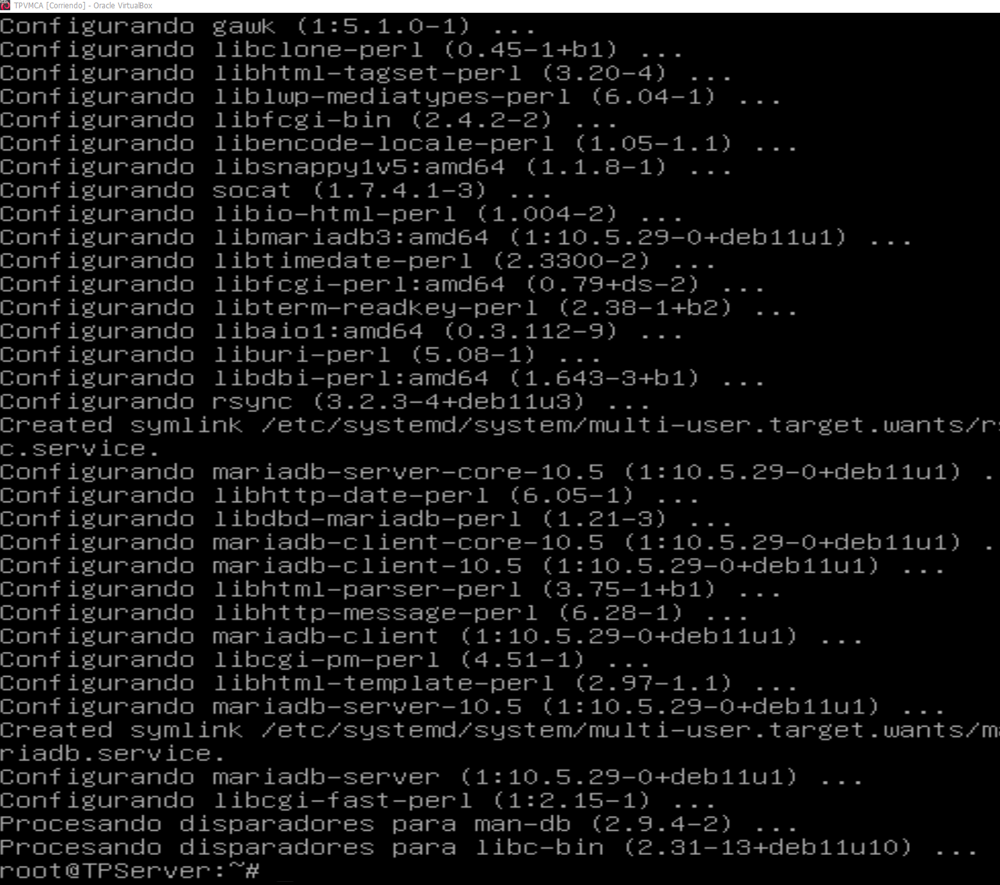 TPVMCA [Corriendo] - Oracle VirtualBox
Configurando gawk (1:5.1.0-1) ...
Configurando libclone-perl (0.45-1+b1) ...
Configurando libhtml-tagset-perl (3.20-4) ...
Configurando liblwp-mediatypes-perl (6.04-1) ...
Configurando libfcgi-bin (2.4.2-2) ...
Configurando libencode-locale-perl (1.05-1.1) ...
Configurando libsnappy1v5:amd64 (1.1.8-1) ...
Configurando socat (1.7.4.1-3) ...
Configurando libio-html-perl (1.004-2) ...
Configurando libmariadb3:amd64 (1:10.5.29-0+deb11u1) ...
Configurando libtimedate-perl (2.3300-2) ...
Configurando libfcgi-perl:amd64 (0.79+ds-2) ...
Configurando libterm-readkey-perl (2.38-1+b2) ...
Configurando libaio1:amd64 (0.3.112-9) ...
Configurando liburi-perl (5.08-1) ...
Configurando libdbi-perl:amd64 (1.643-3+b1) ...
Configurando rsync (3.2.3-4+deb11u3) ...
Created symlink /etc/systemd/system/multi-user.target.wants/r
c.service.
Configurando mariadb-server-core-10.5 (1:10.5.29-0+deb11u1) .
Configurando libhttp-date-perl (6.05-1) ...
Configurando libdbd-mariadb-perl (1.21-3) ...
Configurando mariadb-client-core-10.5 (1:10.5.29-0+deb11u1) .
Configurando mariadb-client-10.5 (1:10.5.29-0+deb11u1) ...
Configurando libhtml-parser-perl (3.75-1+b1) ...
Configurando libhttp-message-perl (6.28-1) ...
Configurando mariadb-client (1:10.5.29-0+deb11u1) ...
Configurando libcgi-pm-perl (4.51-1) ...
Configurando libhtml-template-perl (2.97-1.1) ...
Configurando mariadb-server-10.5 (1:10.5.29-0+deb11u1) ...
Created symlink /etc/systemd/system/multi-user.target.wants/ma
riadb.service.
Configurando mariadb-server (1:10.5.29-0+deb11u1) ...
Configurando libcgi-fast-perl (1:2.15-1) ...
Procesando disparadores para man-db (2.9.4-2) ...
Procesando disparadores para libc-bin (2.31-13+deb11u10) ...
root@TPServer:~# _